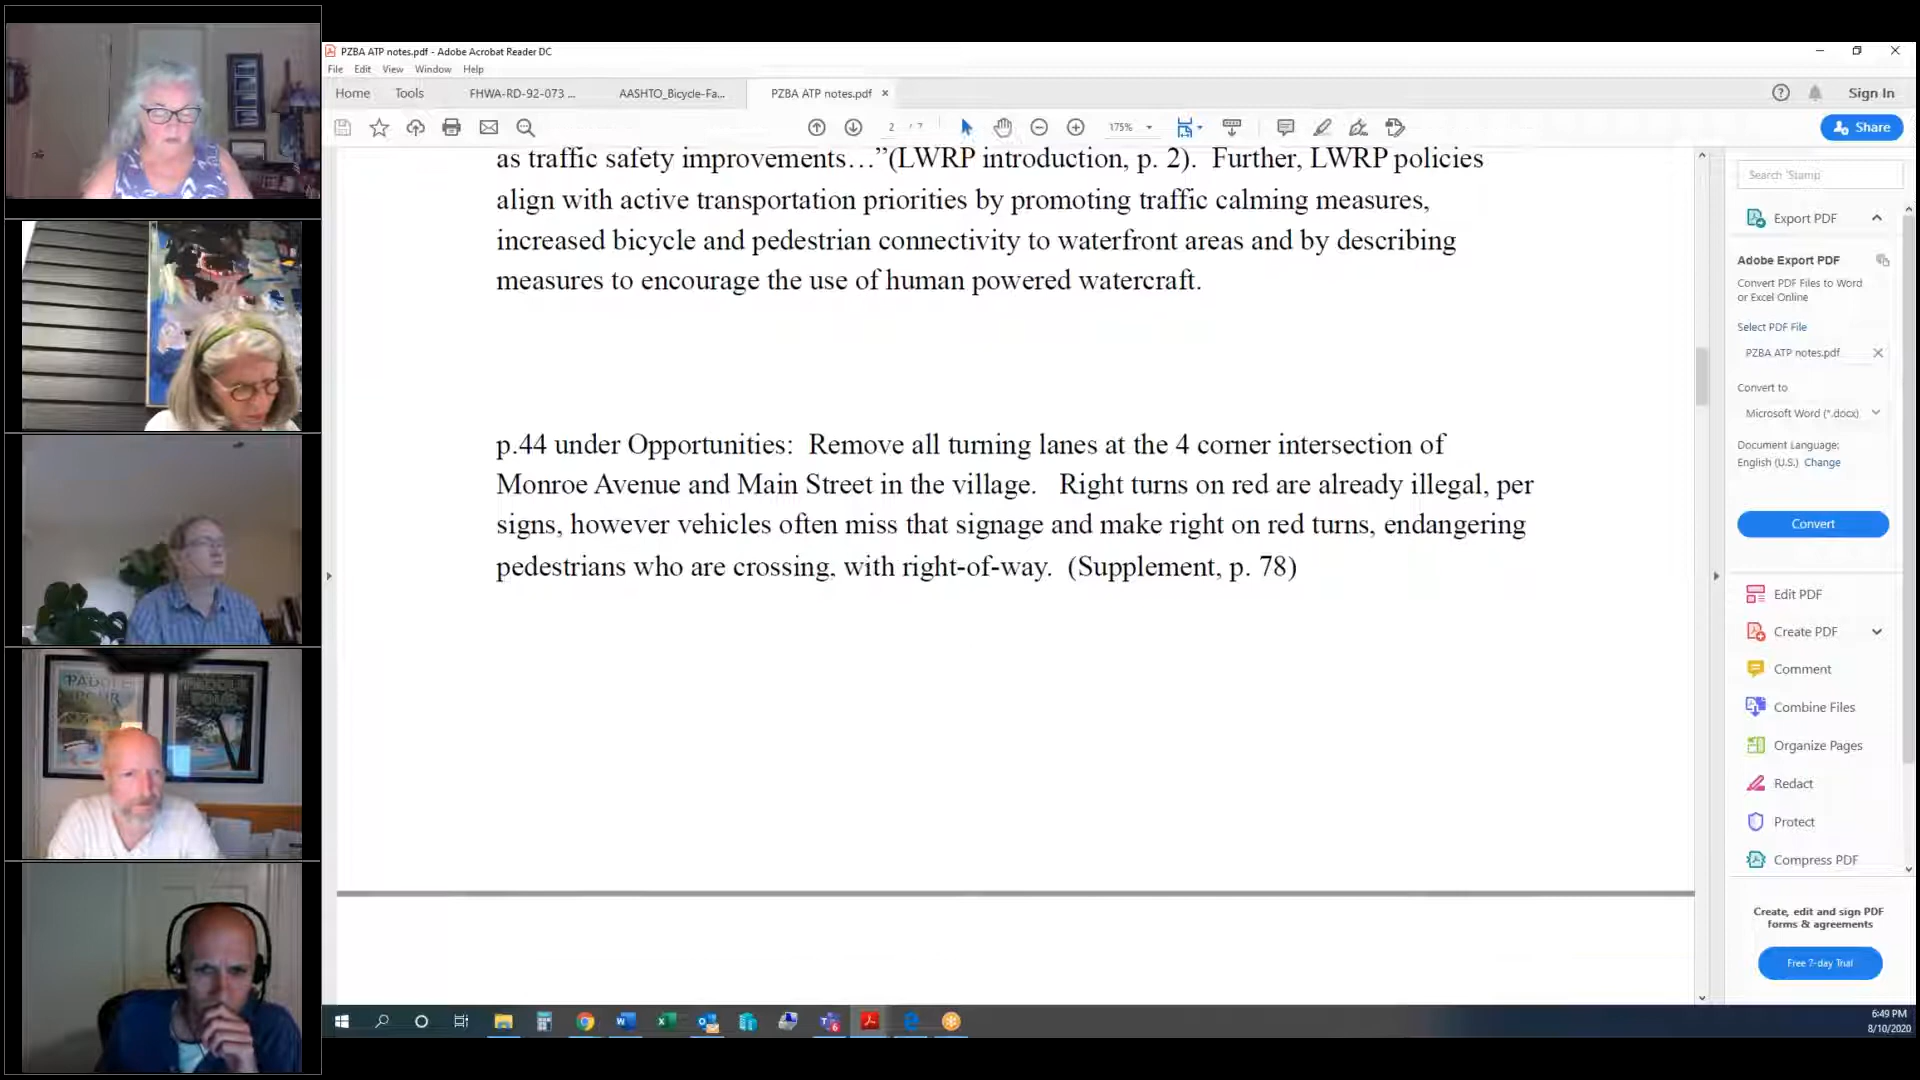 PZBA ATP notes.pdf - Adobe Acrobat Reader DC
File Edit View Window Help
Home Tools FHWA-RD-92-073 ... AASHTO_Bicycle-Fa... PZBA ATP notes.pdf × Sign In
2 / 7 175% Share
as traffic safety improvements…”(LWRP introduction, p. 2). Further, LWRP policies
align with active transportation priorities by promoting traffic calming measures,
increased bicycle and pedestrian connectivity to waterfront areas and by describing
measures to encourage the use of human powered watercraft.
p.44 under Opportunities: Remove all turning lanes at the 4 corner intersection of
Monroe Avenue and Main Street in the village. Right turns on red are already illegal, per
signs, however vehicles often miss that signage and make right on red turns, endangering
pedestrians who are crossing, with right-of-way. (Supplement, p. 78)
Search 'Stamp'
Export PDF
Adobe Export PDF
Convert PDF Files to Word
or Excel Online
Select PDF File
PZBA ATP notes.pdf
Convert to
Microsoft Word (*.docx)
Document Language:
English (U.S.) Change
Convert
Edit PDF
Create PDF
Comment
Combine Files
Organize Pages
Redact
Protect
Compress PDF
Create, edit and sign PDF
forms & agreements
Free 7-day Trial
6:49 PM
8/10/2020
PADDLE
POUR
PADDLE
POUR